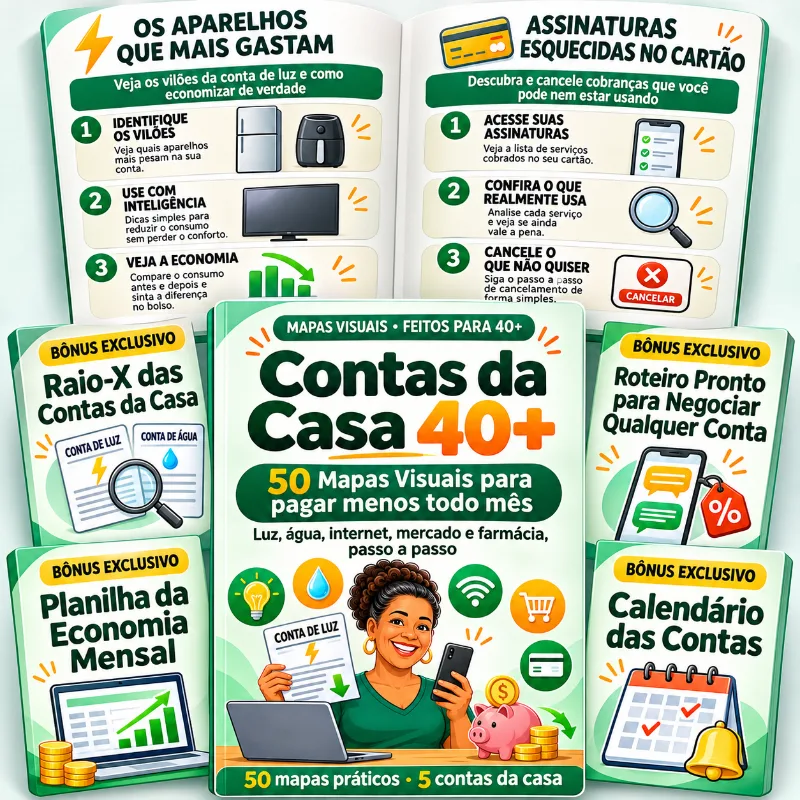 OS APARELHOS
QUE MAIS GASTAM
Veja os vilões da conta de luz e como
economizar de verdade
1
IDENTIFIQUE
OS VILÕES
Veja quais aparelhos
mais pesam na sua
conta.
2
USE COM
INTELIGÊNCIA
Dicas simples para
reduzir o consumo
sem perder o conforto.
3
VEJA A ECONOMIA
Compare o consumo
antes e depois e
sinta a diferença
no bolso.
ASSINATURAS
ESQUECIDAS NO CARTÃO
Descubra e cancele cobranças que você
pode nem estar usando
1
ACESSE SUAS
ASSINATURAS
Veja a lista de serviços
cobrados no seu cartão.
2
CONFIRA O QUE
REALMENTE USA
Analise cada serviço
e veja se ainda
vale a pena.
3
CANCELE O
QUE NÃO QUISER
Siga o passo a passo
de cancelamento de
forma simples.
CANCELAR
BÔNUS EXCLUSIVO
Raio-X das
Contas da Casa
CONTA DE LUZ
CONTA DE ÁGUA
MAPAS VISUAIS • FEITOS PARA 40+
Contas da
Casa 40+
50 Mapas Visuais para
pagar menos todo mês
Luz, água, internet, mercado e farmácia,
passo a passo
CONTA DE LUZ
$
50 mapas práticos • 5 contas da casa
BÔNUS EXCLUSIVO
Roteiro Pronto
para Negociar
Qualquer Conta
%
BÔNUS EXCLUSIVO
Planilha da
Economia
Mensal
BÔNUS EXCLUSIVO
Calendário
das Contas